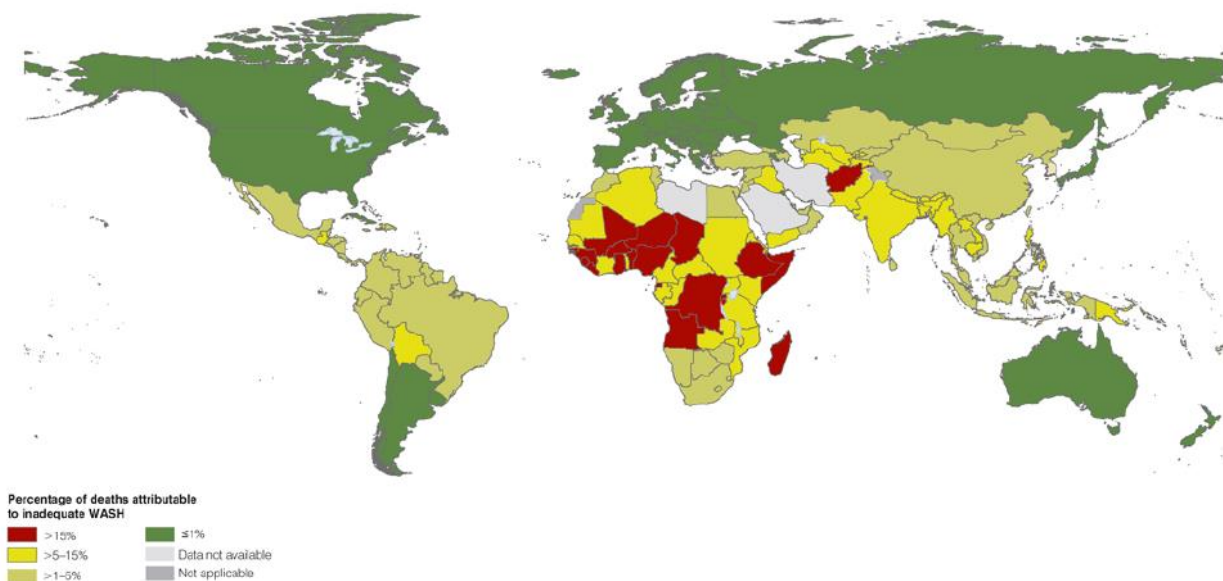 Percentage of deaths attributable
to inadequate WASH
>15%
>5–15%
>1–5%
≤1%
Data not available
Not applicable